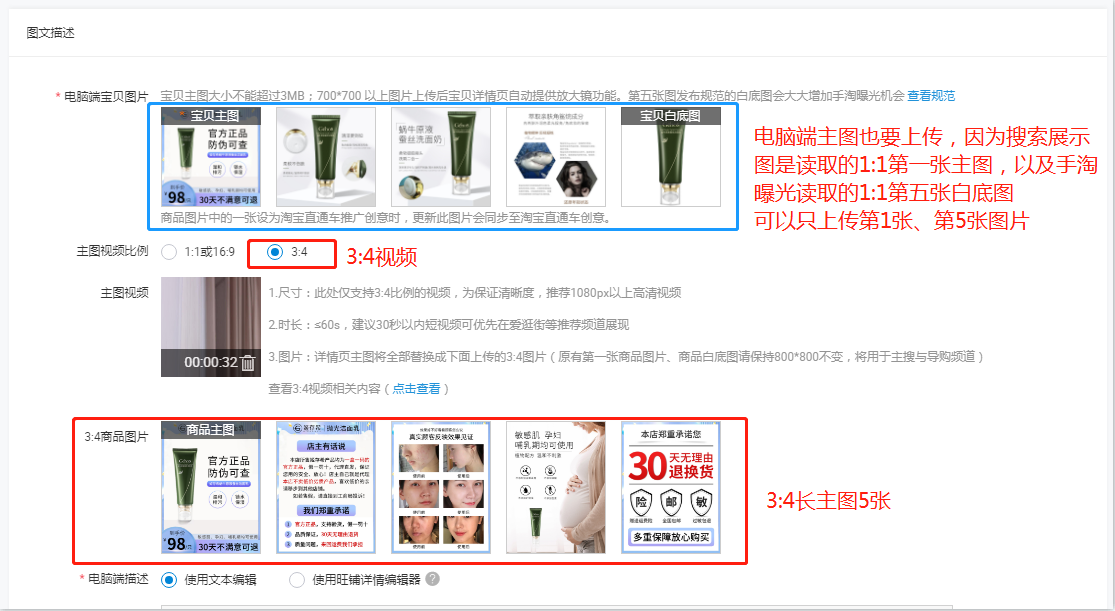 图文描述
* 电脑端宝贝图片 宝贝主图大小不能超过3MB；700*700 以上图片上传后宝贝详情页自动提供放大镜功能。第五张图发布规范的白底图会大大增加手淘曝光机会 查看规范
宝贝主图
官方正品
防伪可查
98
30天不满意可退
蜗牛原液
蚕丝洗面奶
宝贝白底图
商品图片中的一张设为淘宝直通车推广创意时，更新此图片会同步至淘宝直通车创意。
电脑端主图也要上传，因为搜索展示
图是读取的1:1第一张主图，以及手淘
曝光读取的1:1第五张白底图
可以只上传第1张、第5张图片
主图视频比例 1:1或16:9 3:4
3:4视频
主图视频
00:00:32
1.尺寸：此处仅支持3:4比例的视频，为保证清晰度，推荐1080px以上高清视频
2.时长：≤60s，建议30秒以内短视频可优先在爱逛街等推荐频道展现
3.图片：详情页主图将全部替换成下面上传的3:4图片（原有第一张商品图片、商品白底图请保持800*800不变，将用于主搜与导购频道）
查看3:4视频相关内容（点击查看）
3:4商品图片
商品主图
官方正品
防伪可查
98
30天不满意可退
店主有话说
我们郑重承诺
真实顾客反映效果见证
敏感肌 孕妇
哺乳期均可使用
本店郑重承诺您
30天无理由
退换货
险 邮 敏
多重保障放心购买
3:4长主图5张
* 电脑端描述 使用文本编辑 使用旺铺详情编辑器 ?